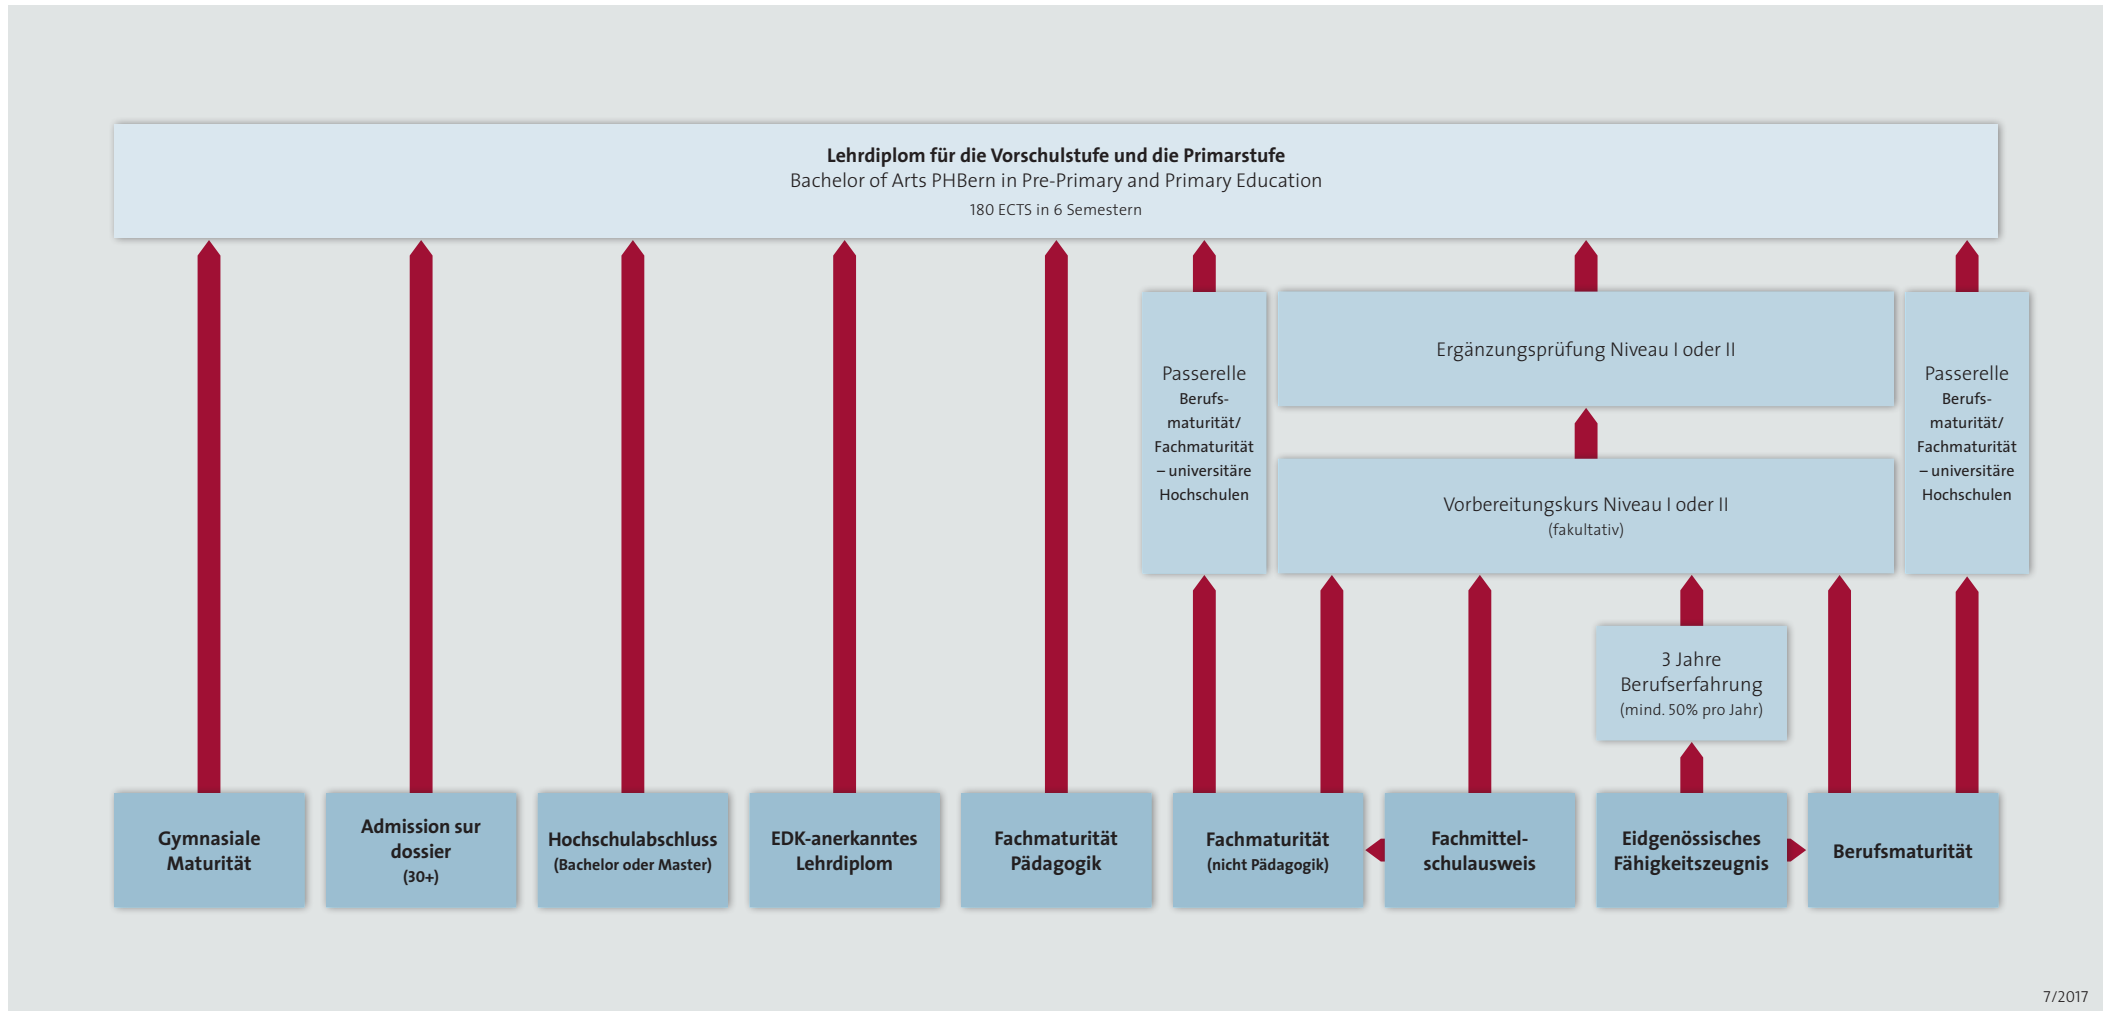 Lehrdiplom für die Vorschulstufe und die Primarstufe
Bachelor of Arts PHBern in Pre-Primary and Primary Education
180 ECTS in 6 Semestern
Passerelle
Berufs-
maturität/
Fachmaturität
– universitäre
Hochschulen
Ergänzungsprüfung Niveau I oder II
Vorbereitungskurs Niveau I oder II
(fakultativ)
Passerelle
Berufs-
maturität/
Fachmaturität
– universitäre
Hochschulen
3 Jahre
Berufserfahrung
(mind. 50% pro Jahr)
Gymnasiale
Maturität
Admission sur
dossier
(30+)
Hochschulabschluss
(Bachelor oder Master)
EDK-anerkanntes
Lehrdiplom
Fachmaturität
Pädagogik
Fachmaturität
(nicht Pädagogik)
Fachmittel-
schulausweis
Eidgenössisches
Fähigkeitszeugnis
Berufsmaturität
7/2017